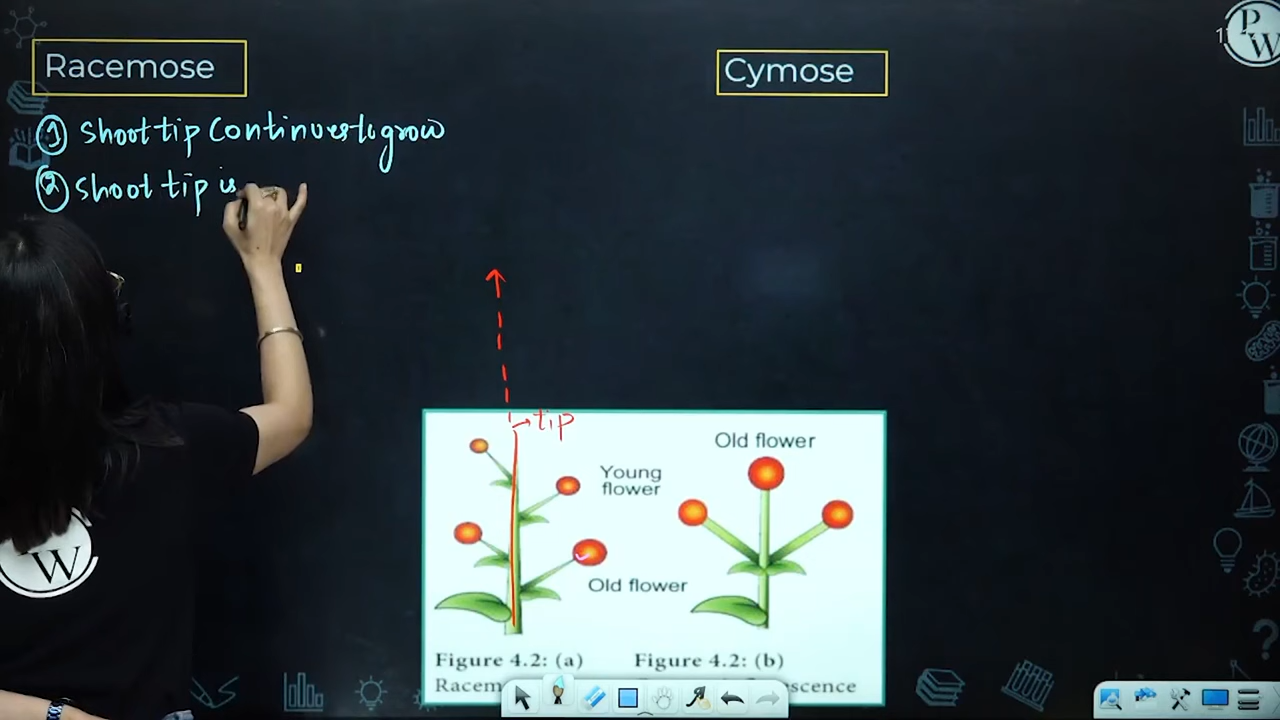 Racemose
Cymose
① Shoot tip continues to grow
② Shoot tip is
tip
Old flower
Young
flower
Old flower
Figure 4.2: (a)
Figure 4.2: (b)
Racem
scence
P
W
W
1